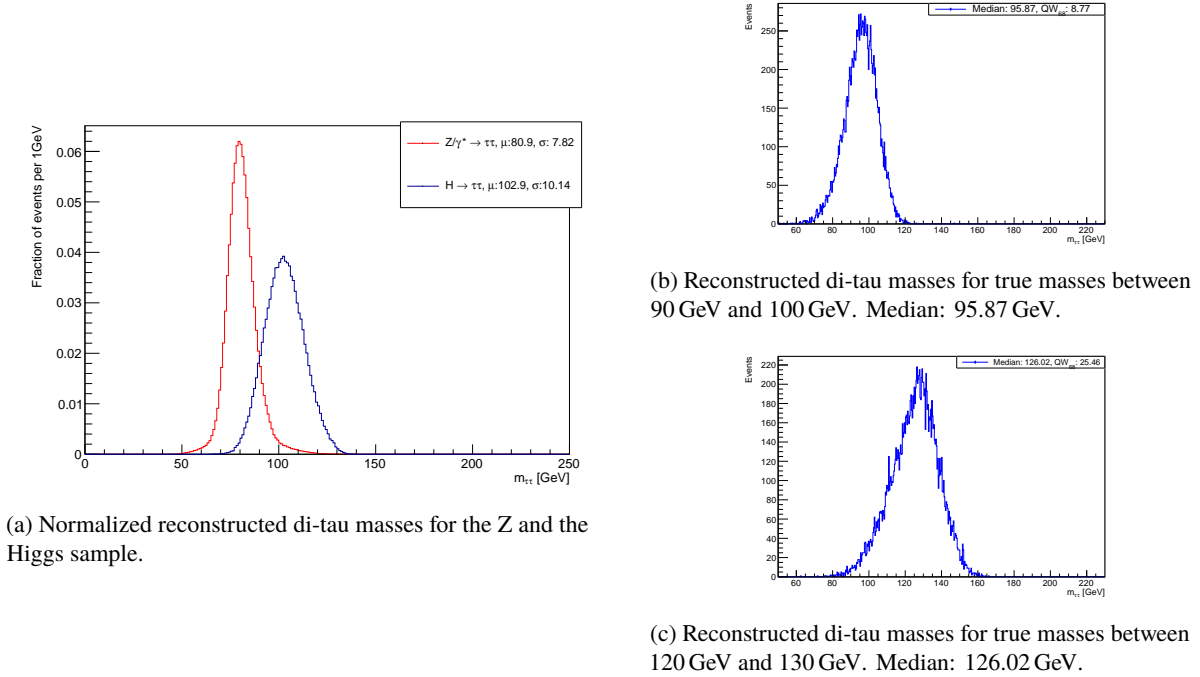 Fraction of events per 1GeV
0.06
0.05
0.04
0.03
0.02
0.01
0
0 50 100 150 200 250
m_ττ [GeV]
Z/γ* → ττ, μ:80.9, σ: 7.82
H → ττ, μ:102.9, σ:10.14
(a) Normalized reconstructed di-tau masses for the Z and the
Higgs sample.
Events
Median: 95.87, QW_68: 8.77
250
200
150
100
50
0
60 80 100 120 140 160 180 200 220
m_ττ [GeV]
(b) Reconstructed di-tau masses for true masses between
90 GeV and 100 GeV. Median: 95.87 GeV.
Events
Median: 126.02, QW_68: 25.46
220
200
180
160
140
120
100
80
60
40
20
0
60 80 100 120 140 160 180 200 220
m_ττ [GeV]
(c) Reconstructed di-tau masses for true masses between
120 GeV and 130 GeV. Median: 126.02 GeV.